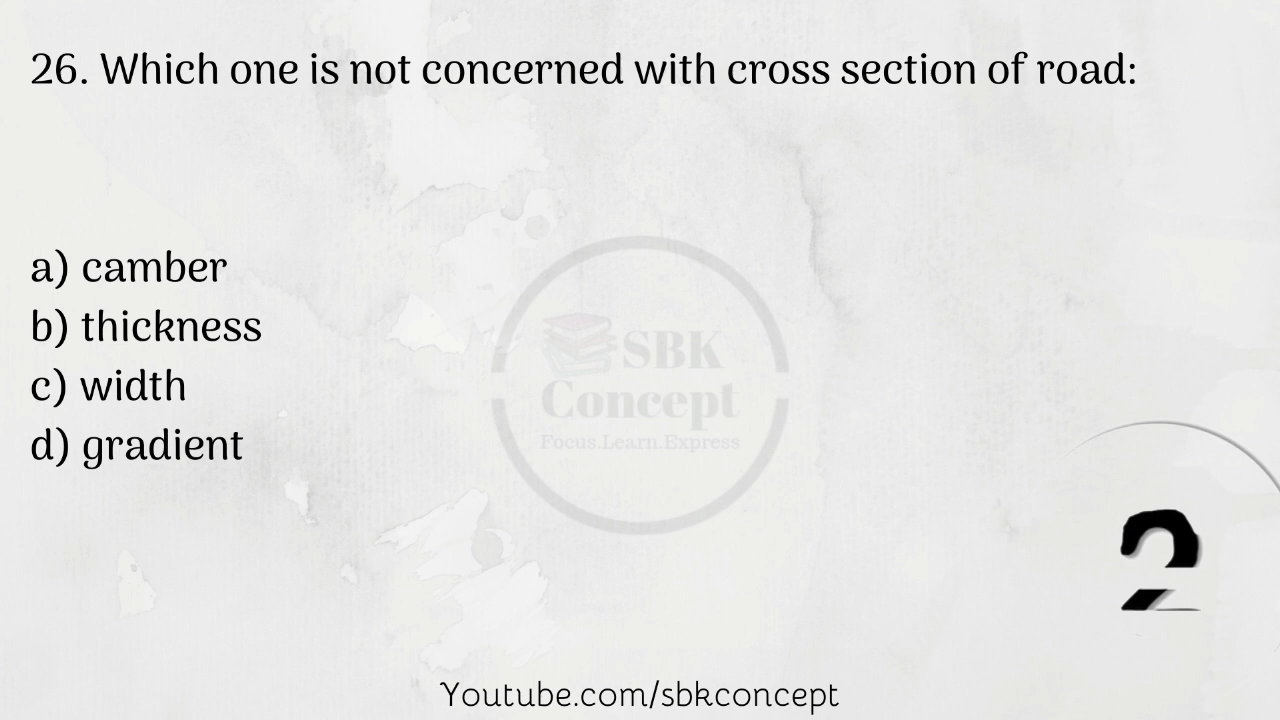 26. Which one is not concerned with cross section of road:
a) camber
b) thickness
c) width
d) gradient
SBK
Concept
Focus.Learn.Express
2
Youtube.com/sbkconcept